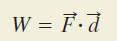 W = F⃗ · d⃗